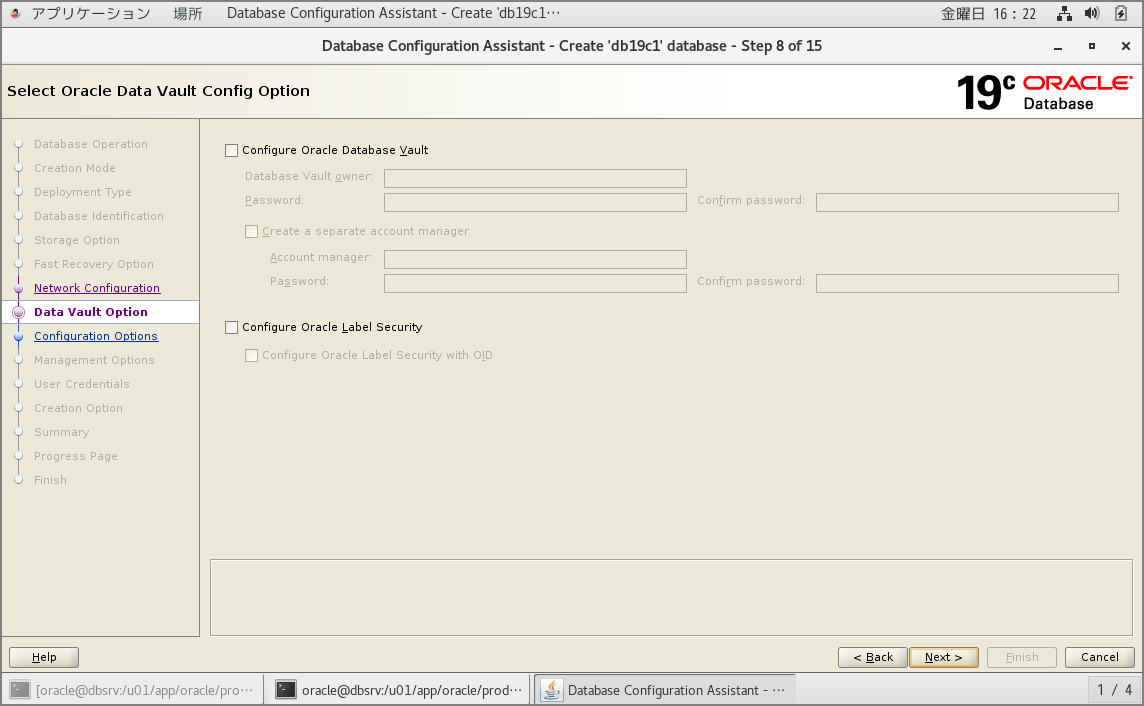 アプリケーション 場所 Database Configuration Assistant - Create 'db19c1'… 金曜日 16：22
Database Configuration Assistant - Create 'db19c1' database - Step 8 of 15
Select Oracle Data Vault Config Option
19c ORACLE Database
Database Operation
Creation Mode
Deployment Type
Database Identification
Storage Option
Fast Recovery Option
Network Configuration
Data Vault Option
Configuration Options
Management Options
User Credentials
Creation Option
Summary
Progress Page
Finish
Configure Oracle Database Vault
Database Vault owner:
Password: Confirm password:
Create a separate account manager
Account manager:
Password: Confirm password:
Configure Oracle Label Security
Configure Oracle Label Security with OID
Help < Back Next > Finish Cancel
[oracle@dbsrv:/u01/app/oracle/pro… oracle@dbsrv:/u01/app/oracle/prod… Database Configuration Assistant - … 1 / 4